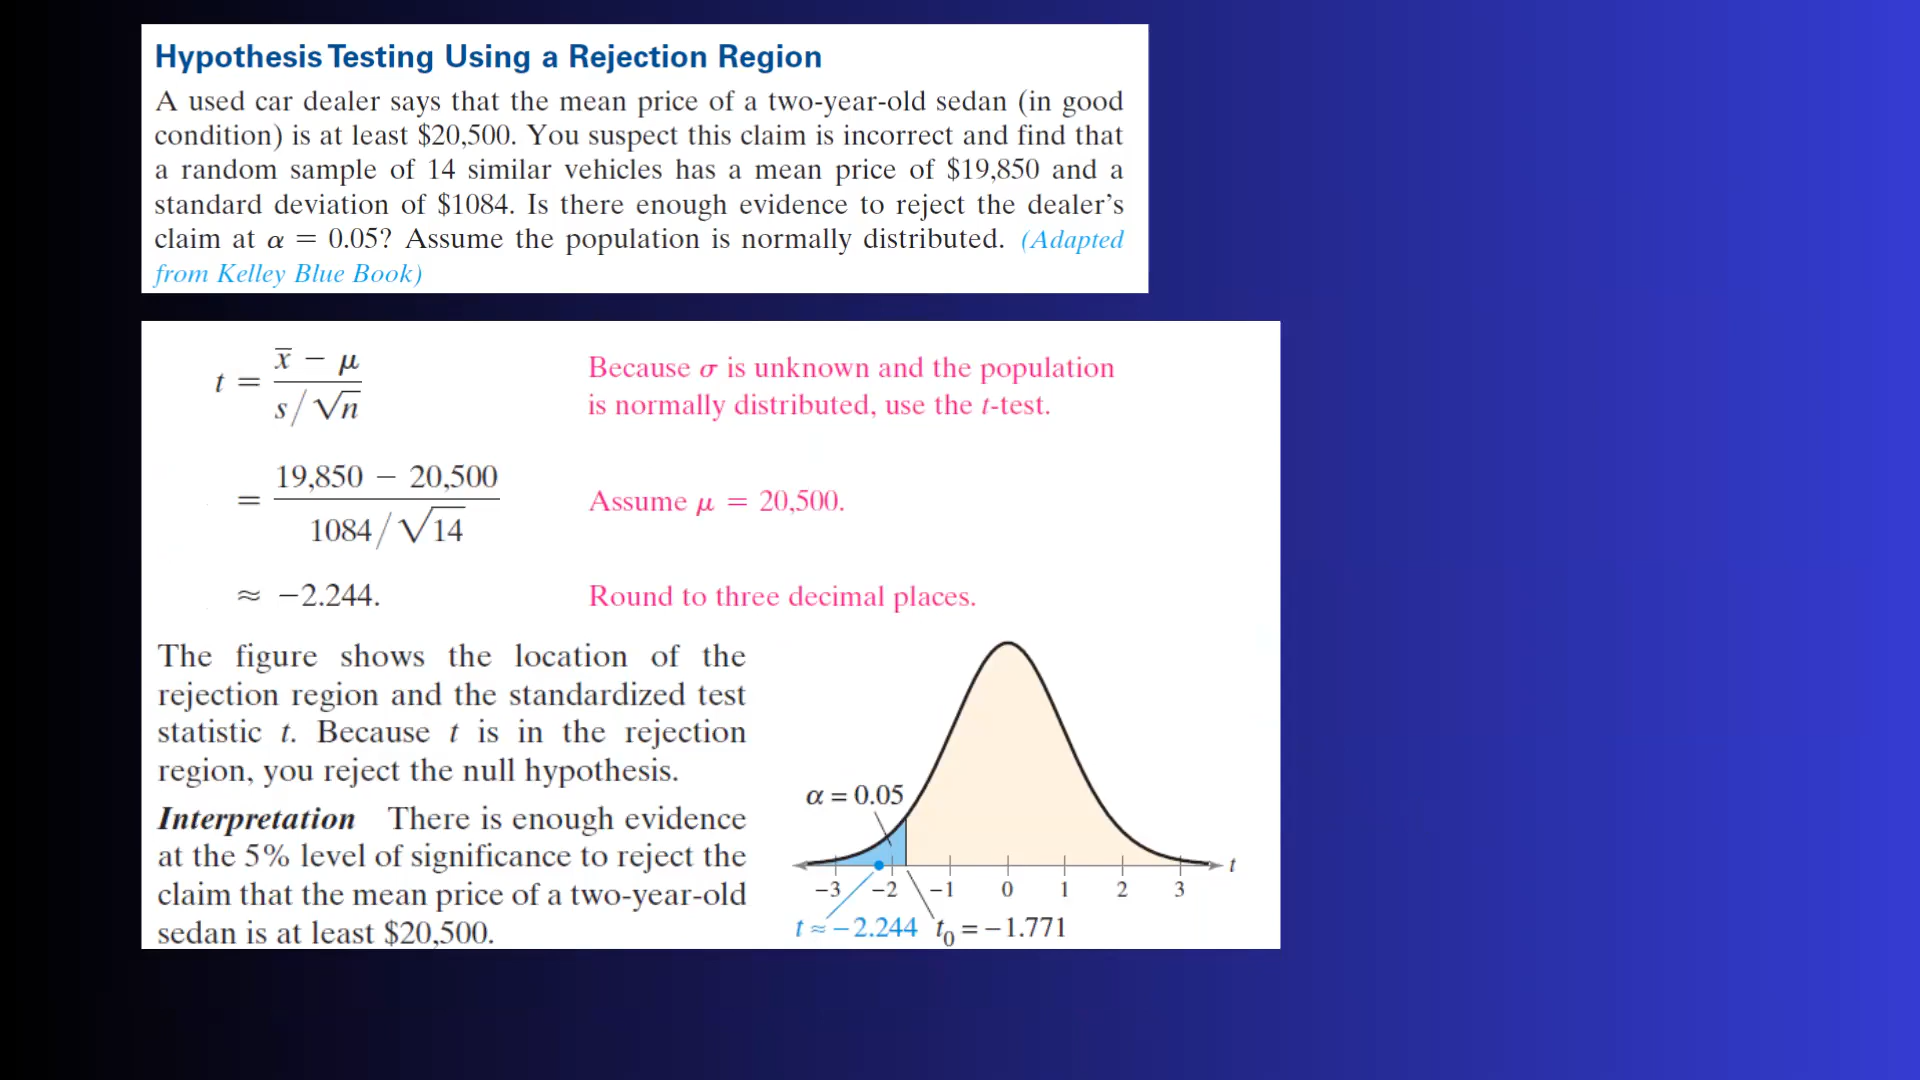 Hypothesis Testing Using a Rejection Region
A used car dealer says that the mean price of a two-year-old sedan (in good
condition) is at least $20,500. You suspect this claim is incorrect and find that
a random sample of 14 similar vehicles has a mean price of $19,850 and a
standard deviation of $1084. Is there enough evidence to reject the dealer's
claim at α = 0.05? Assume the population is normally distributed. (Adapted
from Kelley Blue Book)
t = (x̄ − μ) / (s/√n)
Because σ is unknown and the population
is normally distributed, use the t-test.
= (19,850 − 20,500) / (1084/√14)
Assume μ = 20,500.
≈ −2.244.
Round to three decimal places.
The figure shows the location of the
rejection region and the standardized test
statistic t. Because t is in the rejection
region, you reject the null hypothesis.
Interpretation There is enough evidence
at the 5% level of significance to reject the
claim that the mean price of a two-year-old
sedan is at least $20,500.
α = 0.05
t
−3 −2 −1 0 1 2 3
t ≈ −2.244 t₀ = −1.771